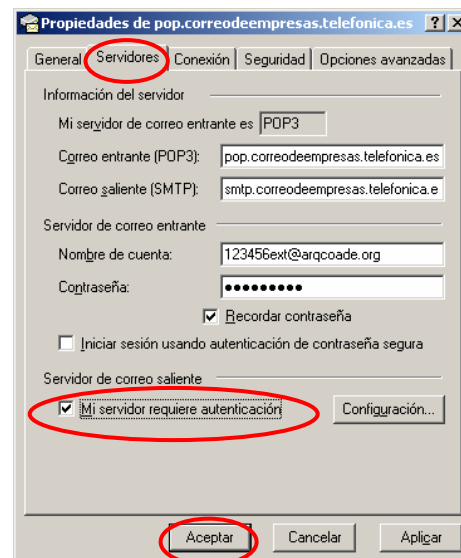 Propiedades de pop.correodeempresas.telefonica.es ? X
General Servidores Conexión Seguridad Opciones avanzadas
Información del servidor
Mi servidor de correo entrante es POP3
Correo entrante (POP3): pop.correodeempresas.telefonica.es
Correo saliente (SMTP): smtp.correodeempresas.telefonica.e
Servidor de correo entrante
Nombre de cuenta: 123456ext@arqcoade.org
Contraseña: ●●●●●●●●●
Recordar contraseña
Iniciar sesión usando autenticación de contraseña segura
Servidor de correo saliente
Mi servidor requiere autenticación Configuración...
Aceptar Cancelar Aplicar